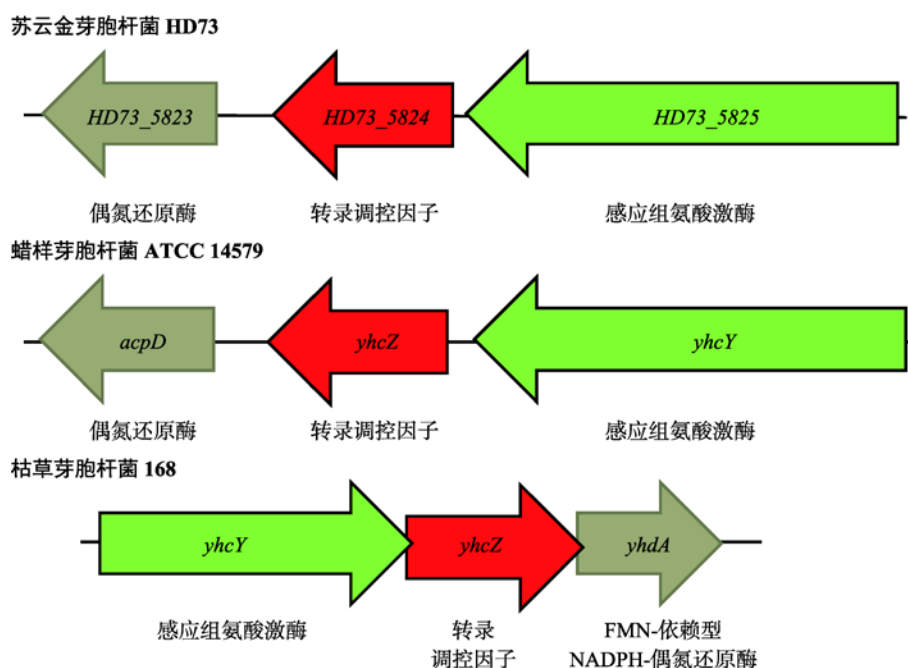 苏云金芽胞杆菌 HD73
HD73_5823 HD73_5824 HD73_5825
偶氮还原酶 转录调控因子 感应组氨酸激酶
蜡样芽胞杆菌 ATCC 14579
acpD yhcZ yhcY
偶氮还原酶 转录调控因子 感应组氨酸激酶
枯草芽胞杆菌 168
yhcY yhcZ yhdA
感应组氨酸激酶 转录 FMN-依赖型
调控因子 NADPH-偶氮还原酶